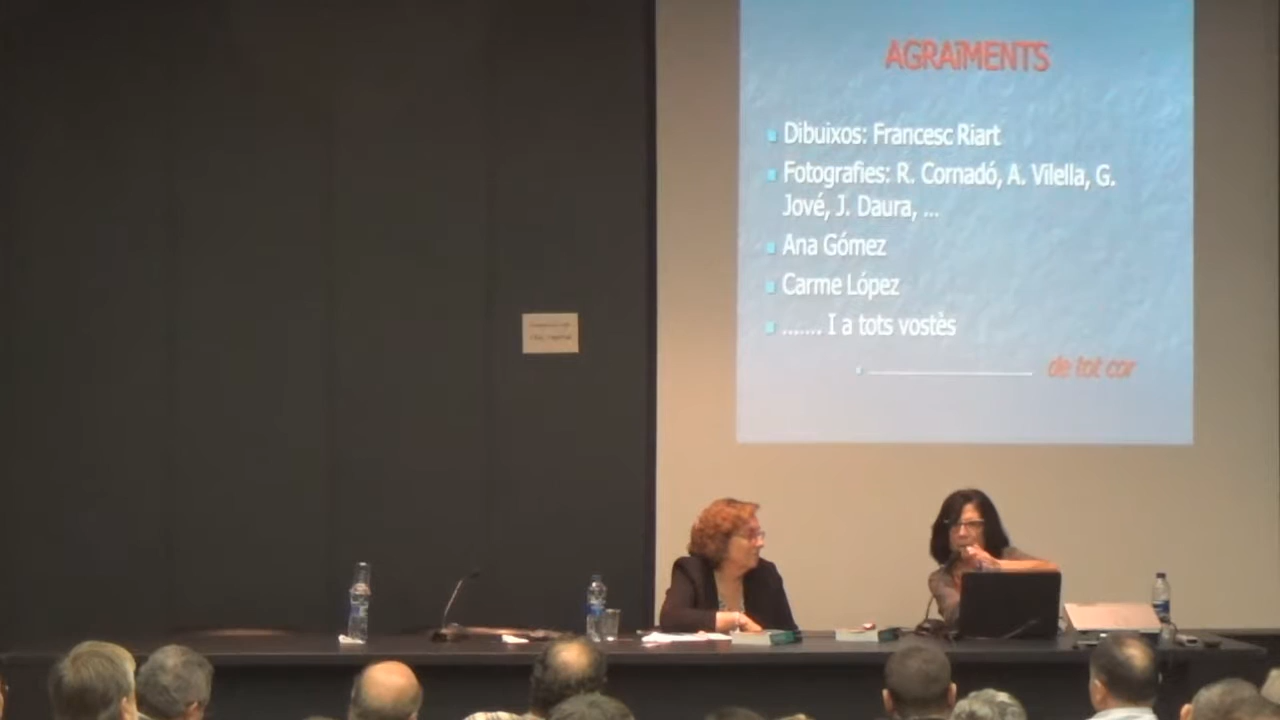 AGRAÏMENTS
Dibuixos: Francesc Riart
Fotografies: R. Cornadó, A. Vilella, G.
Jové, J. Daura, ...
Ana Gómez
Carme López
....... I a tots vostès
de tot cor